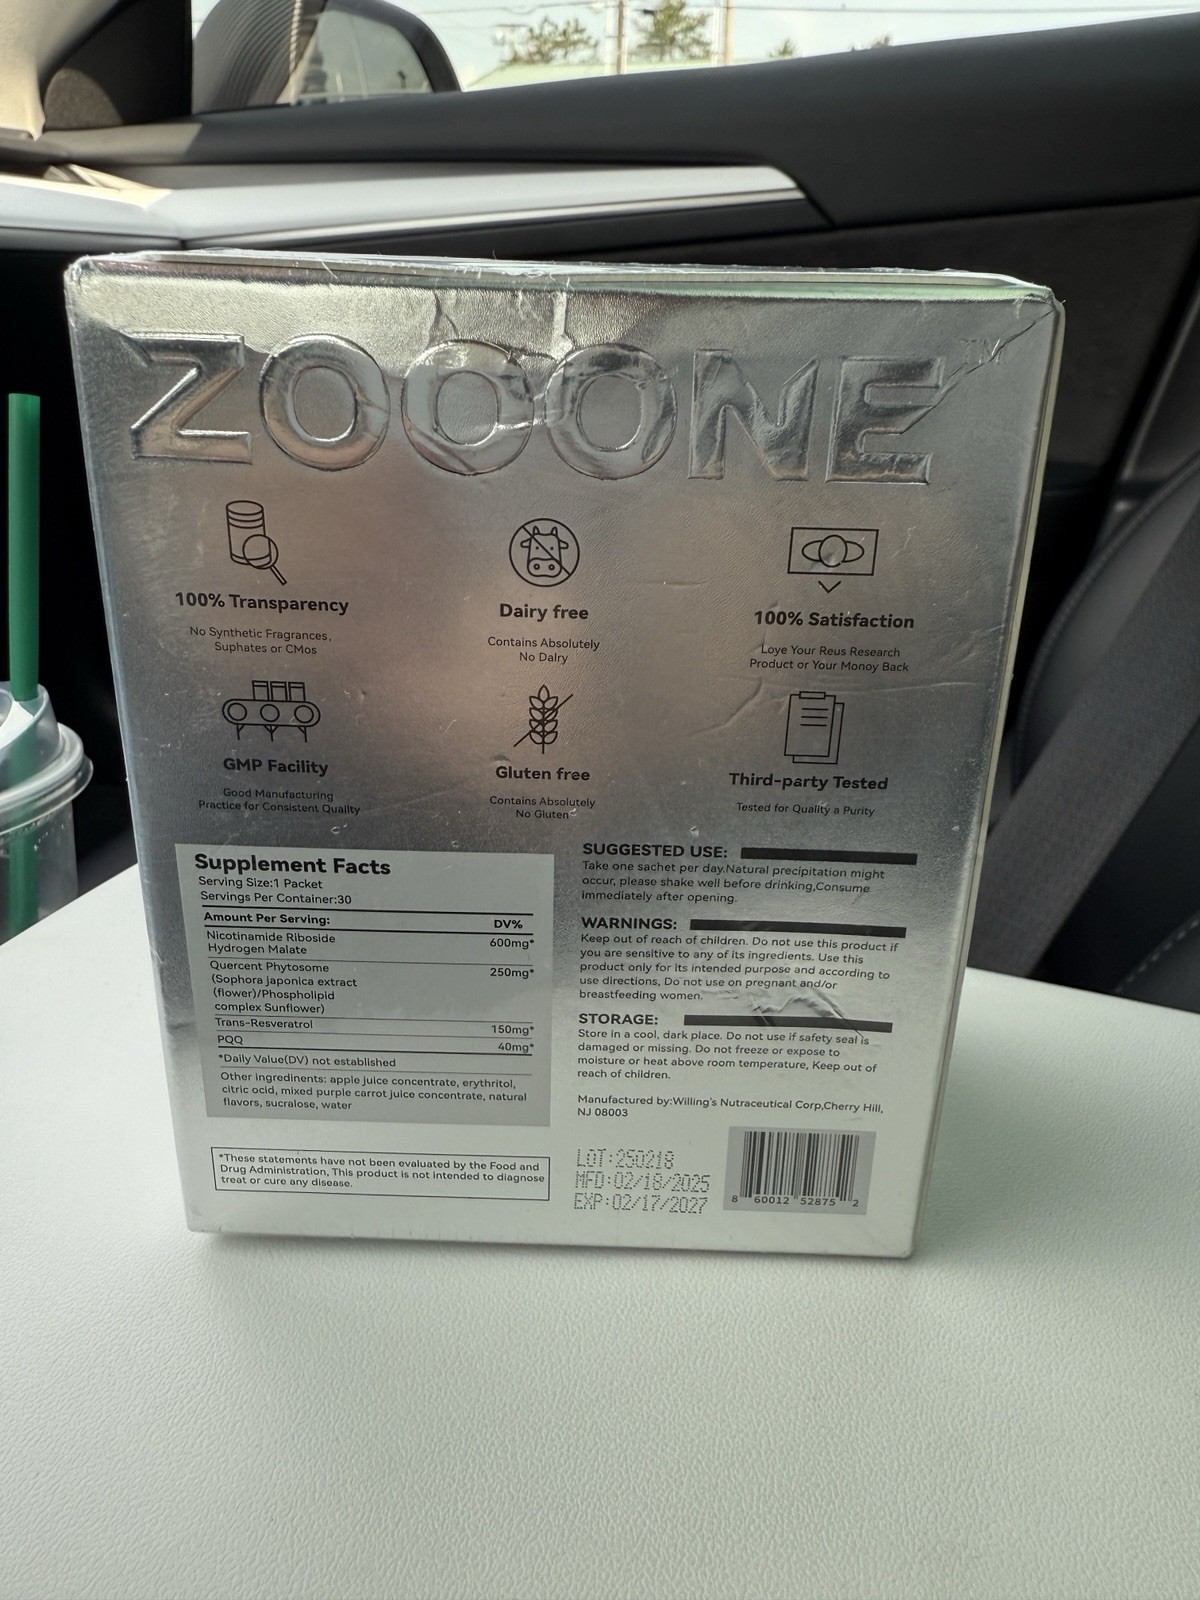 ZOOONE™
100% Transparency
No Synthetic Fragrances,
Suphates or CMos
Dairy free
Contains Absolutely
No Dalry
100% Satisfaction
Loye Your Reus Research
Product or Your Monoy Back
GMP Facility
Good Manufacturing
Practice for Consistent Quality
Gluten free
Contains Absolutely
No Gluten
Third-party Tested
Tested for Quality a Purity
Supplement Facts
Serving Size:1 Packet
Servings Per Container:30
Amount Per Serving: DV%
Nicotinamide Riboside
Hydrogen Malate 600mg*
Quercent Phytosome 250mg*
(Sophora japonica extract
(flower)/Phospholipid
complex Sunflower)
Trans-Resveratrol 150mg*
PQQ 40mg*
*Daily Value(DV) not established
Other ingredinents: apple juice concentrate, erythritol,
citric ocid, mixed purple carrot juice concentrate, natural
flavors, sucralose, water
*These statements have not been evaluated by the Food and
Drug Administration, This product is not intended to diagnose
treat or cure any disease.
SUGGESTED USE:
Take one sachet per day.Natural precipitation might
occur, please shake well before drinking,Consume
immediately after opening.
WARNINGS:
Keep out of reach of children. Do not use this product if
you are sensitive to any of its ingredients. Use this
product only for its intended purpose and according to
use directions, Do not use on pregnant and/or
breastfeeding women.
STORAGE:
Store in a cool, dark place. Do not use if safety seal is
damaged or missing. Do not freeze or expose to
moisture or heat above room temperature, Keep out of
reach of children.
Manufactured by:Willing's Nutraceutical Corp,Cherry Hill,
NJ 08003
LOT:250218
MFD:02/18/2025
EXP:02/17/2027
8 60012 52875 2